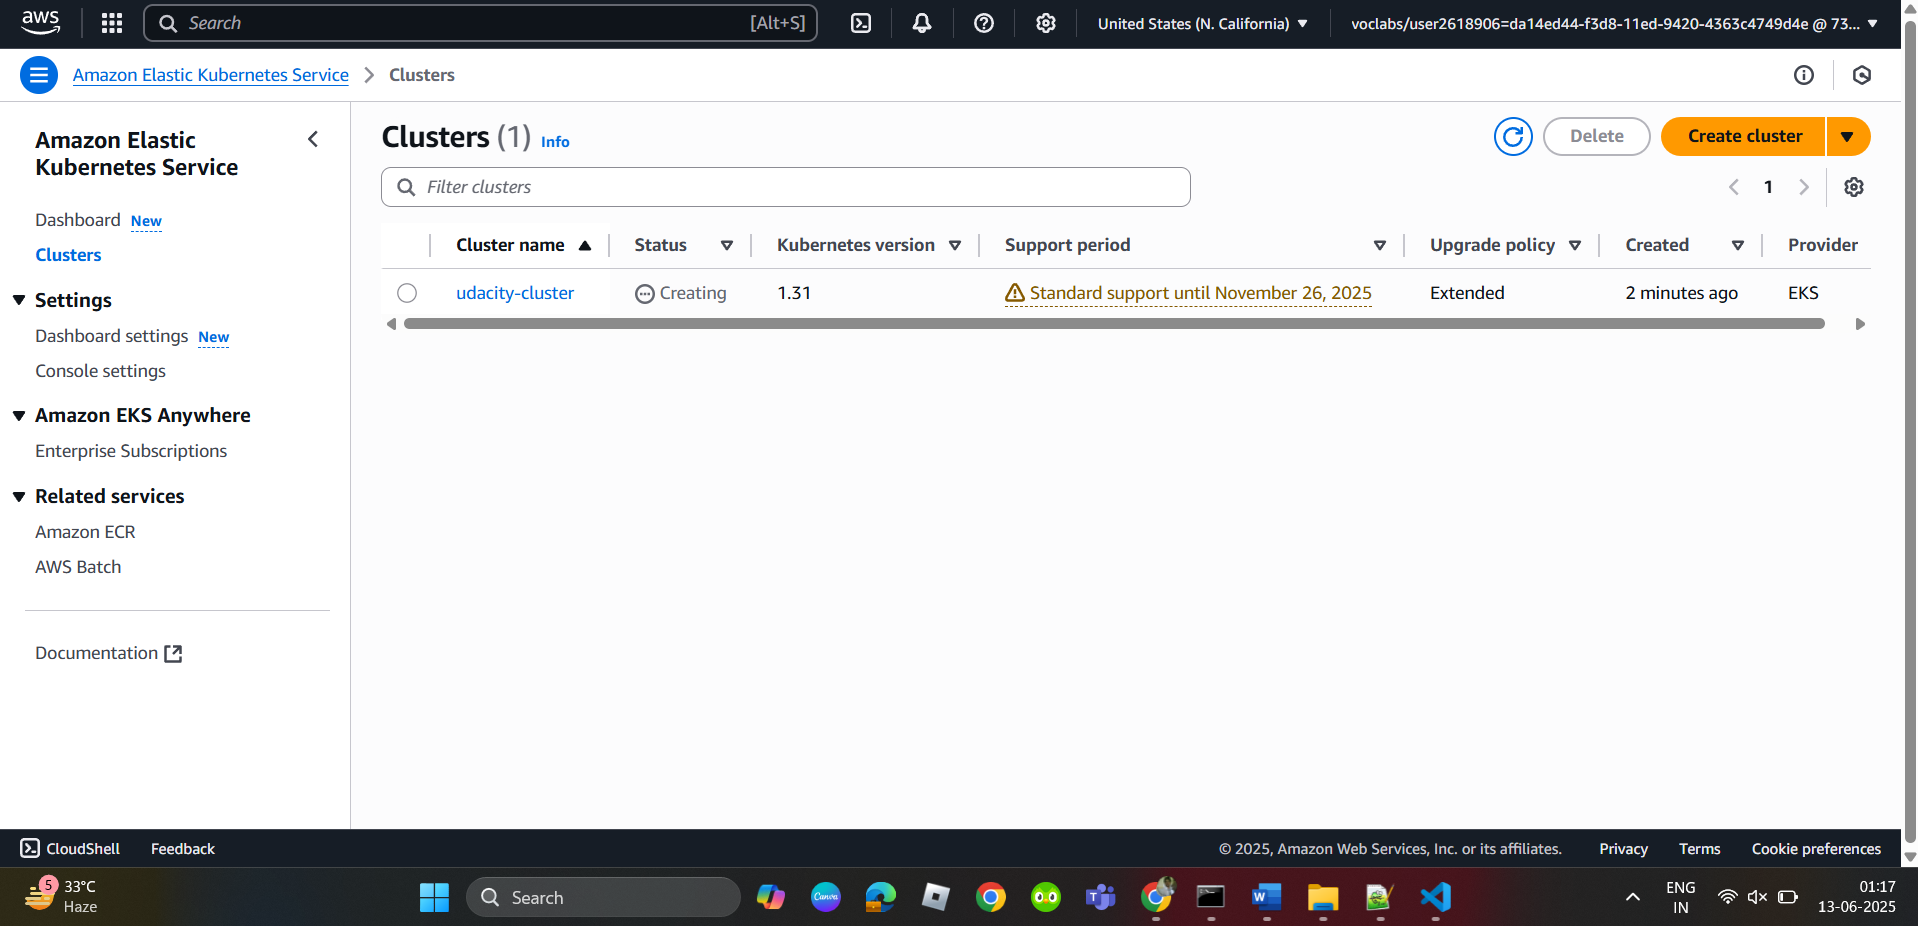 aws
Search [Alt+S]
United States (N. California)
voclabs/user2618906=da14ed44-f3d8-11ed-9420-4363c4749d4e @ 73...
Amazon Elastic Kubernetes Service
Clusters
Amazon Elastic
Kubernetes Service
Dashboard New
Clusters
Settings
Dashboard settings New
Console settings
Amazon EKS Anywhere
Enterprise Subscriptions
Related services
Amazon ECR
AWS Batch
Documentation
Clusters (1) Info
Delete
Create cluster
Filter clusters
1
Cluster name Status Kubernetes version Support period Upgrade policy Created Provider
udacity-cluster Creating 1.31 Standard support until November 26, 2025 Extended 2 minutes ago EKS
CloudShell Feedback © 2025, Amazon Web Services, Inc. or its affiliates. Privacy Terms Cookie preferences
5
33°C
Haze
Search
Canva
ENG
IN
01:17
13-06-2025